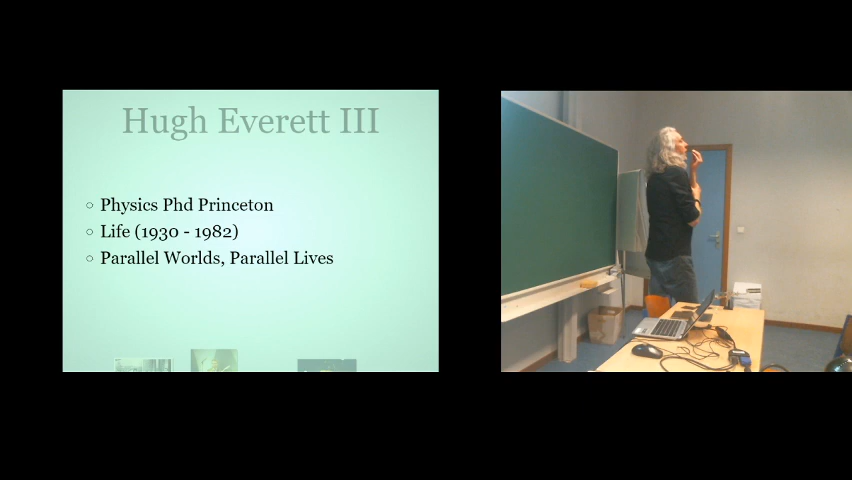 Hugh Everett III
Physics Phd Princeton
Life (1930 - 1982)
Parallel Worlds, Parallel Lives